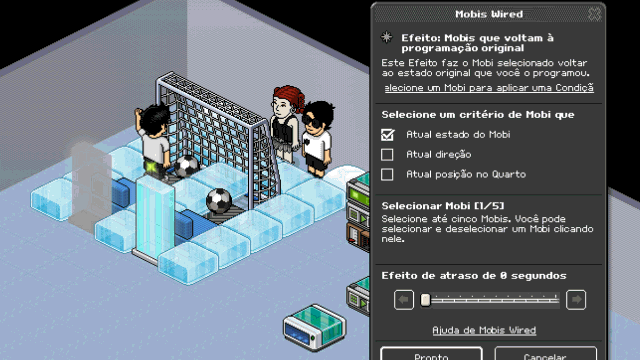 Mobis Wired
Efeito: Mobis que voltam à
programação original
Este Efeito faz o Mobi selecionado voltar
ao estado original que você o programou.
elecione um Mobi para aplicar uma Condiçã
Selecione um critério de Mobi que
Atual estado do Mobi
Atual direção
Atual posição no Quarto
Selecionar Mobi [1/5]
Selecione até cinco Mobis. Você pode
selecionar e deselecionar um Mobi clicando
nele.
Efeito de atraso de 0 segundos
Ajuda de Mobis Wired
Pronto
Cancelar